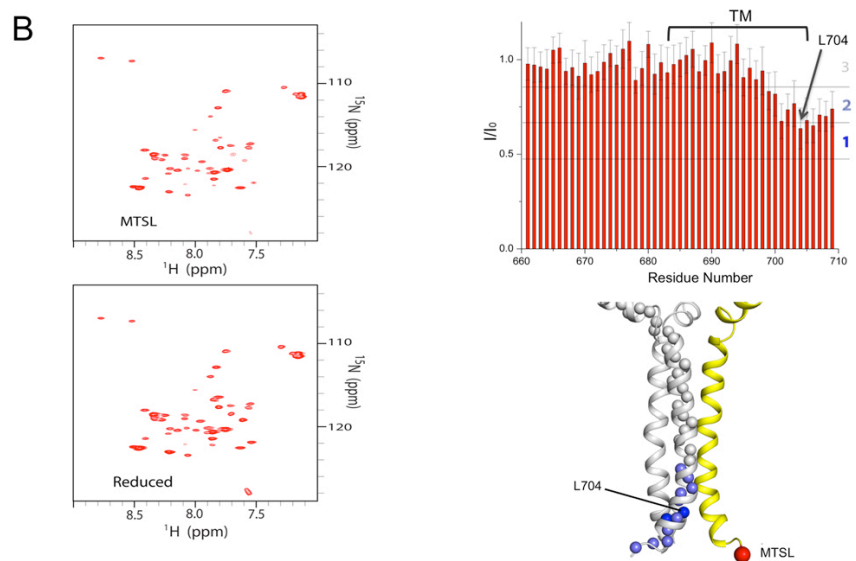 B
110
120
15N (ppm)
MTSL
8.5 8.0 7.5
1H (ppm)
110
120
15N (ppm)
Reduced
8.5 8.0 7.5
1H (ppm)
TM
L704
1.0
0.5
0.0
I/I0
3
2
1
660 670 680 690 700 710
Residue Number
L704
MTSL